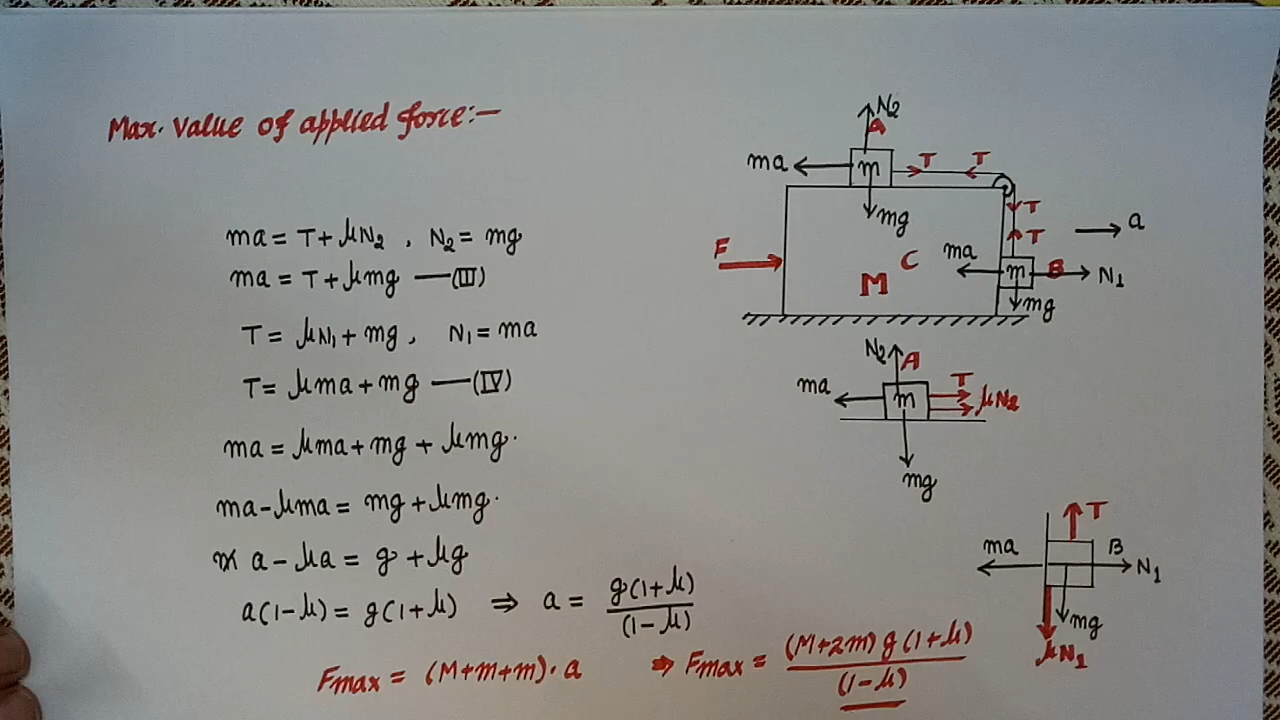 Max. Value of applied force:-
ma = T + μN₂ , N₂ = mg
ma = T + μmg —(III)
T = μN₁ + mg , N₁ = ma
T = μma + mg —(IV)
ma = μma + mg + μmg.
ma - μma = mg + μmg.
a - μa = g + μg
a(1-μ) = g(1+μ) ⇒ a = g(1+μ) / (1-μ)
Fmax = (M+m+m).a ⇒ Fmax = (M+2m) g (1+μ) / (1-μ)
N₂
A
ma m T T
mg
T
T
a
F
M C
ma m B N₁
mg
N₂ A
ma m T
μN₂
mg
T
ma B N₁
mg
μN₁